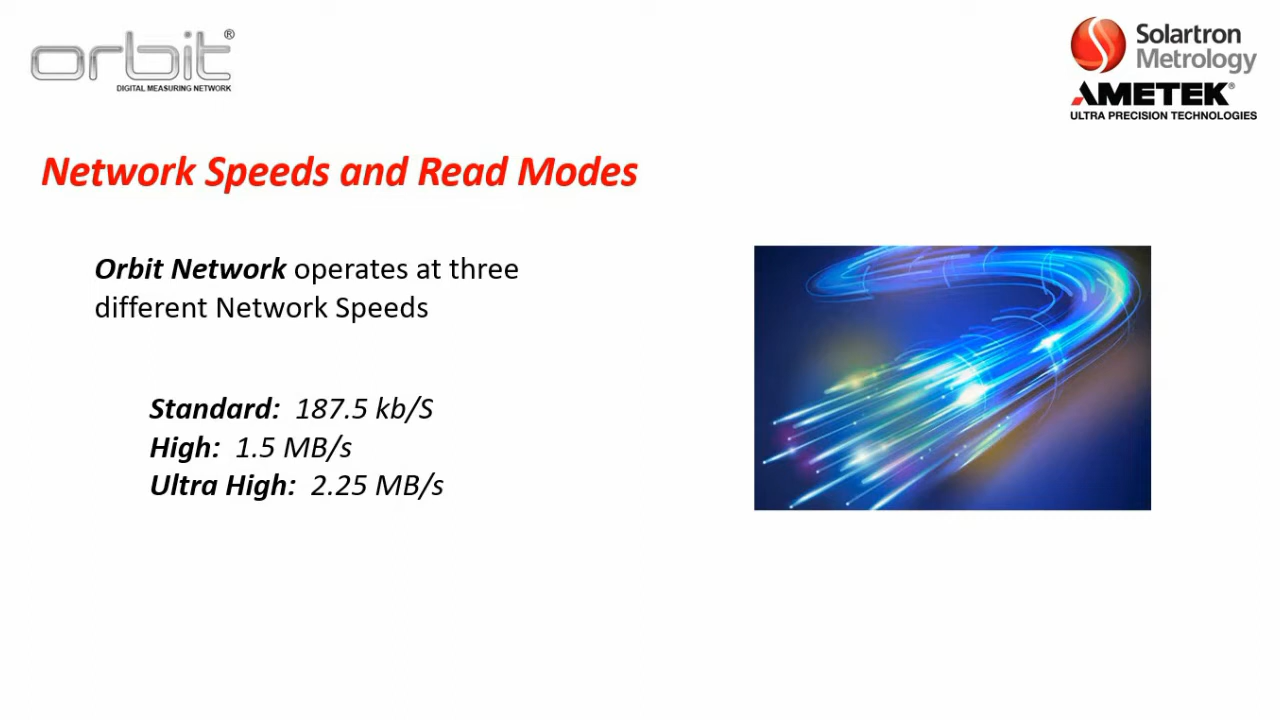 orbit®
DIGITAL MEASURING NETWORK
Solartron
Metrology
AMETEK®
ULTRA PRECISION TECHNOLOGIES
Network Speeds and Read Modes
Orbit Network operates at three
different Network Speeds
Standard: 187.5 kb/S
High: 1.5 MB/s
Ultra High: 2.25 MB/s